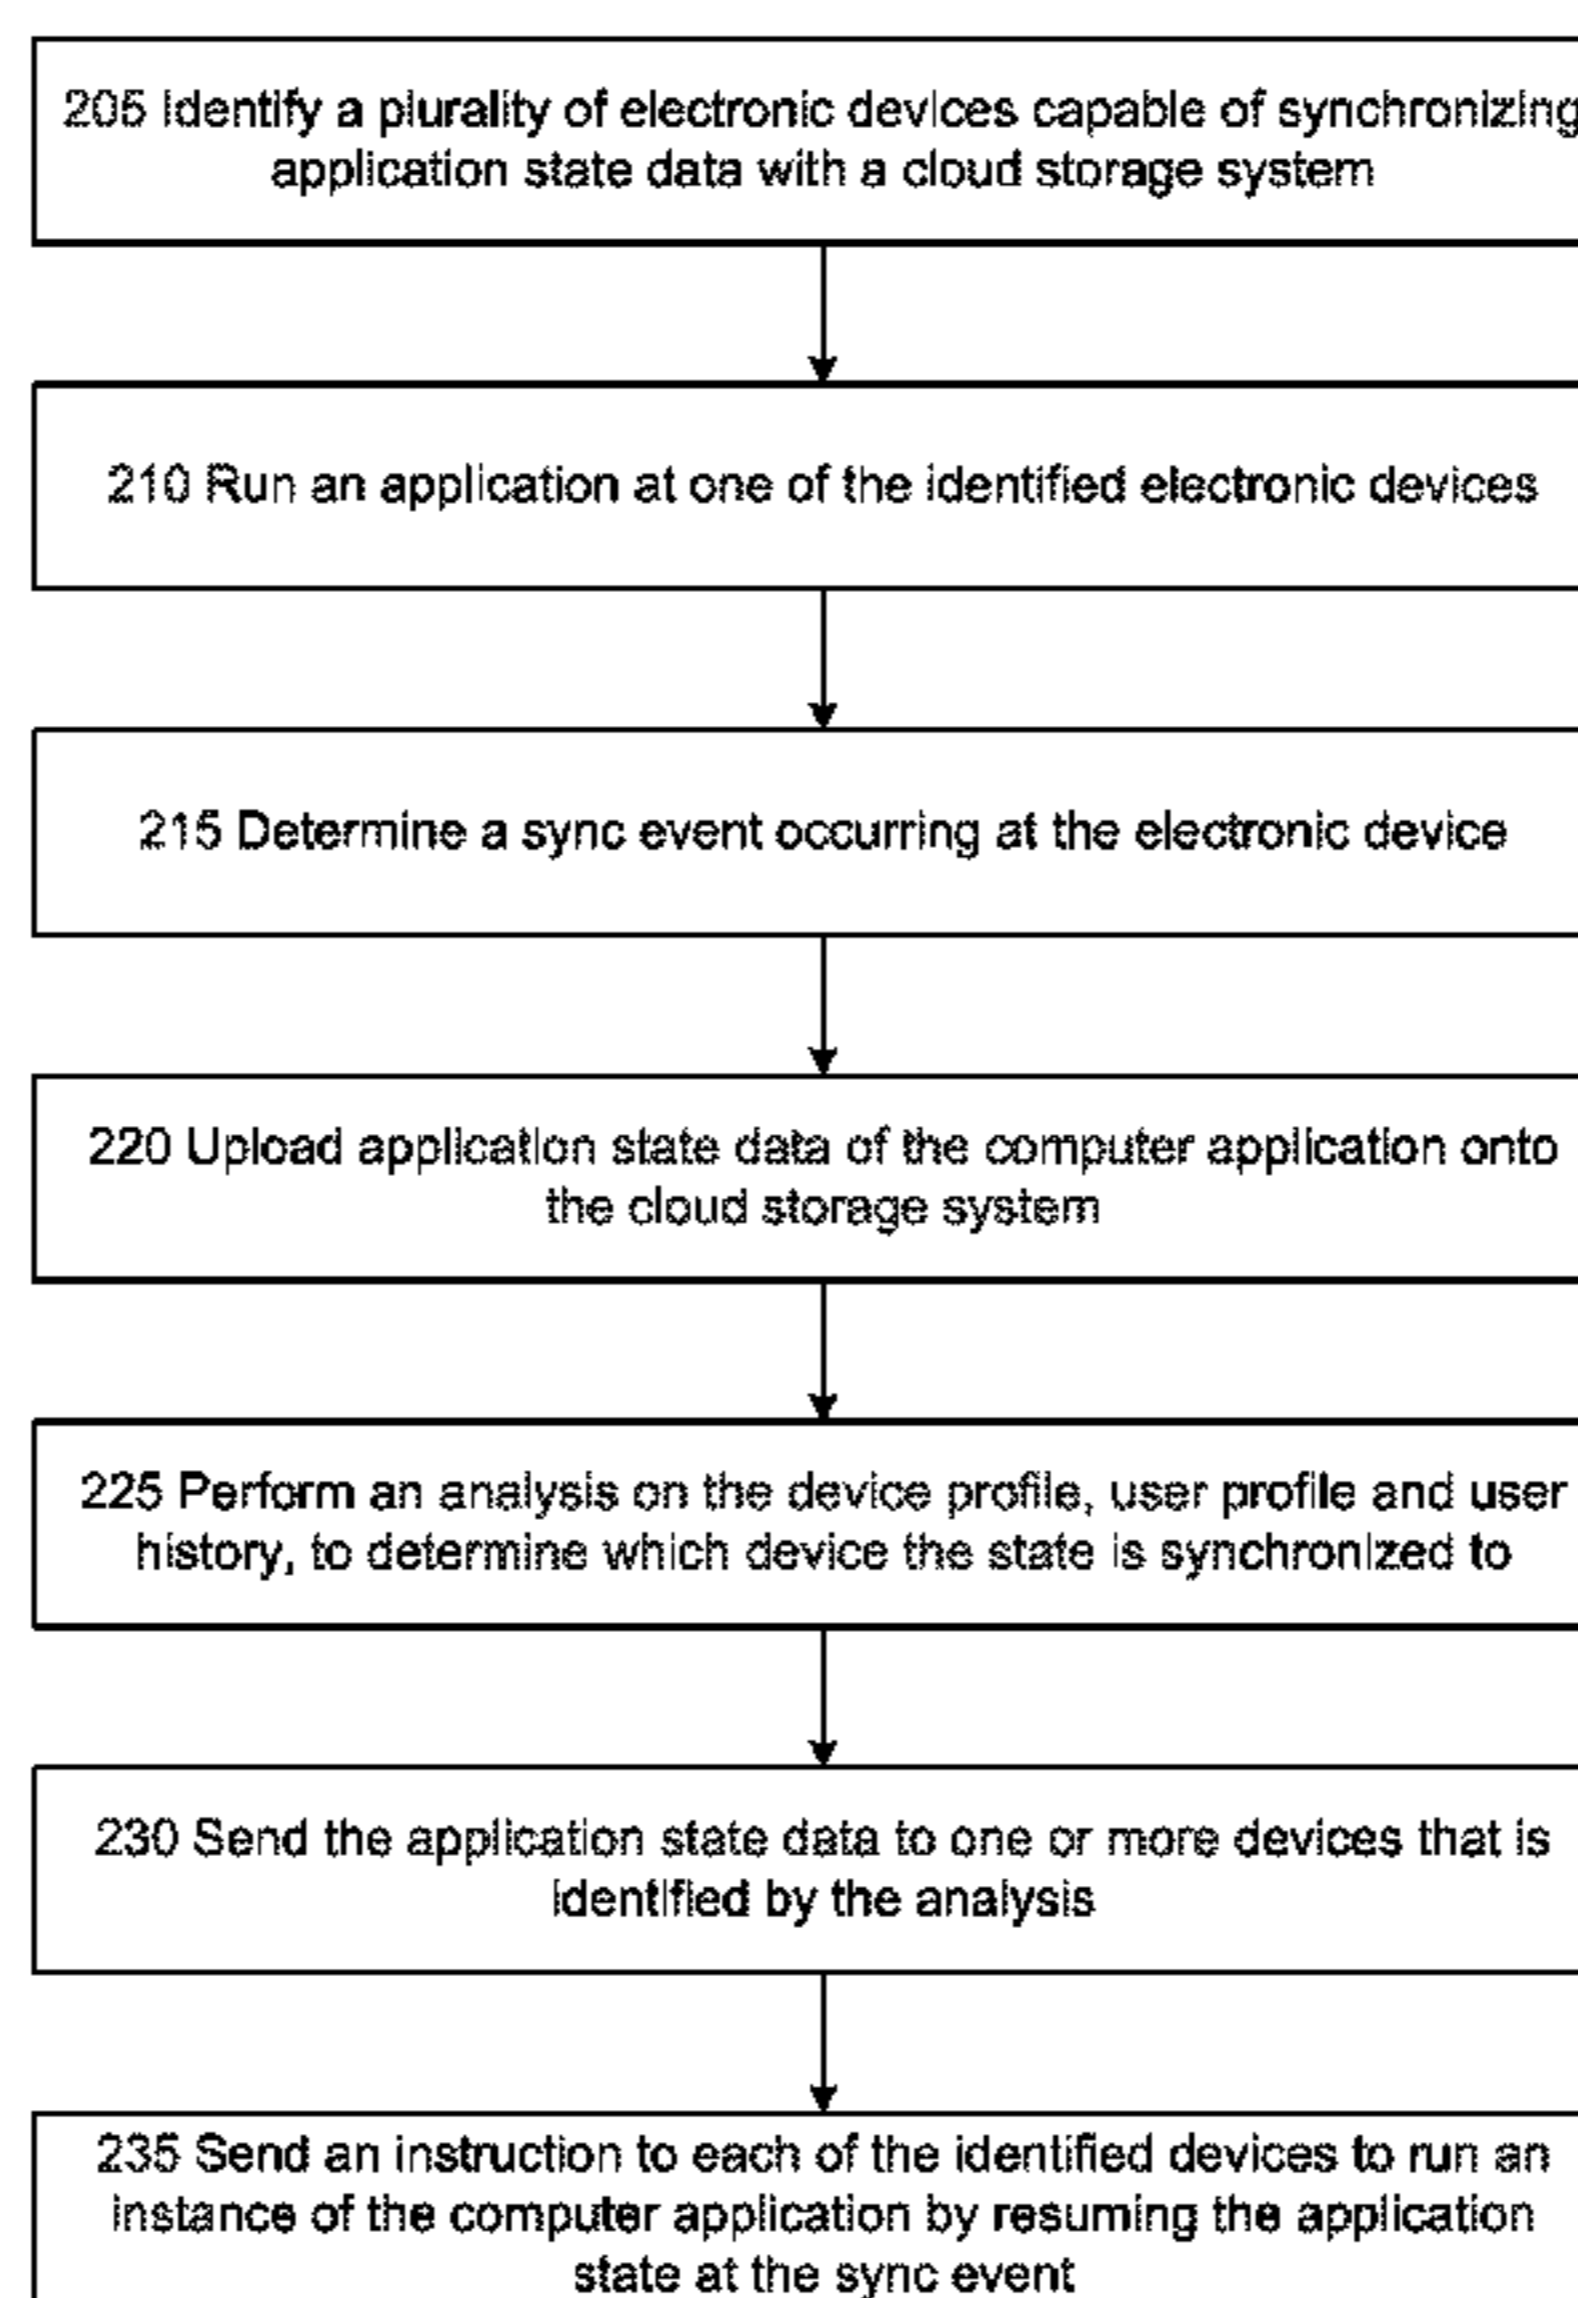 205 Identify a plurality of electronic devices capable of synchronizing
application state data with a cloud storage system
210 Run an application at one of the identified electronic devices
215 Determine a sync event occurring at the electronic device
220 Upload application state data of the computer application onto
the cloud storage system
225 Perform an analysis on the device profile, user profile and user
history, to determine which device the state is synchronized to
230 Send the application state data to one or more devices that is
identified by the analysis
235 Send an instruction to each of the identified devices to run an
instance of the computer application by resuming the application
state at the sync event